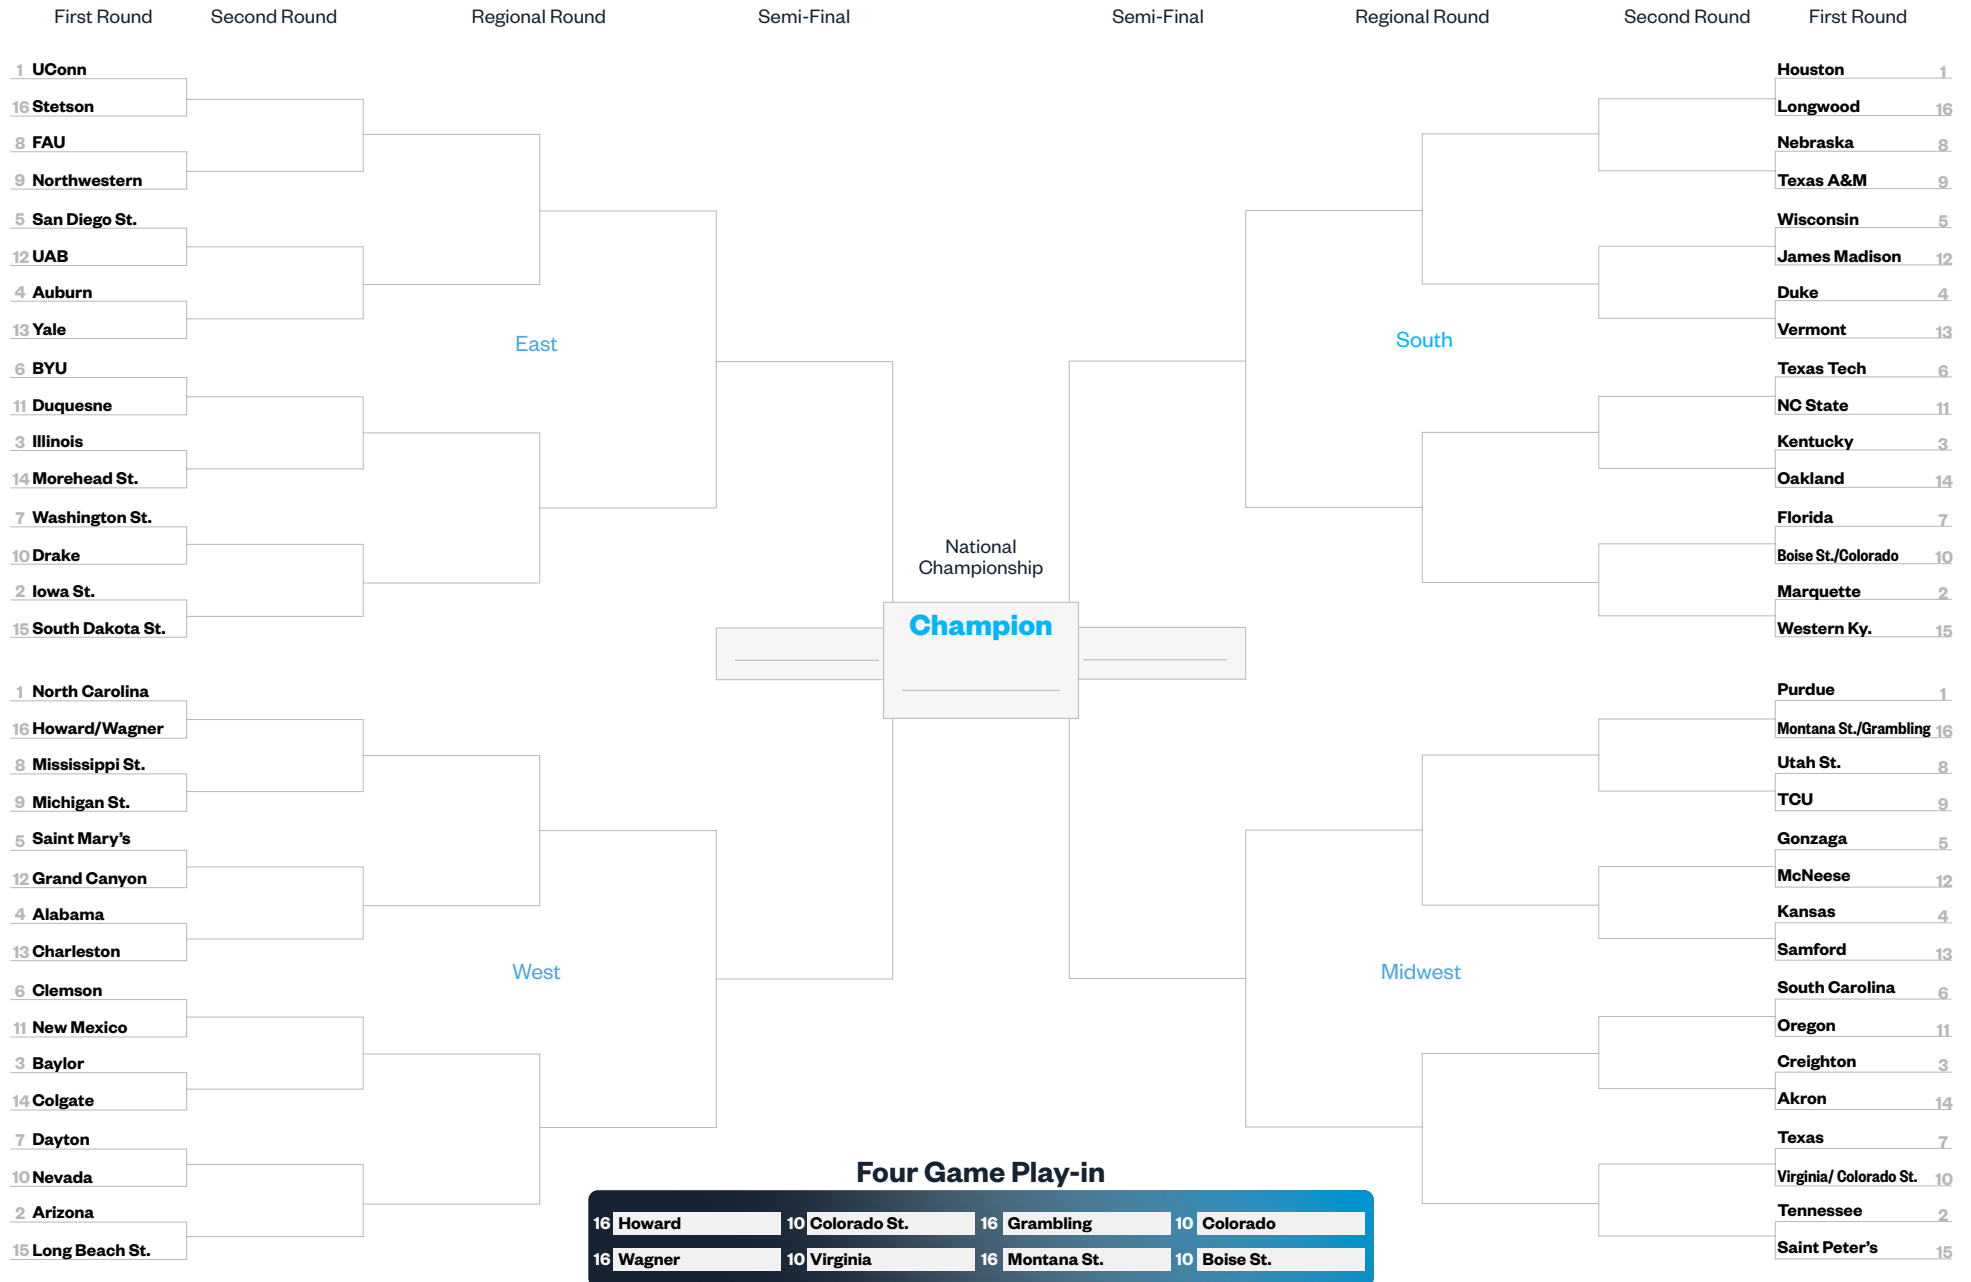 First Round Second Round Regional Round Semi-Final Semi-Final Regional Round Second Round First Round
1 UConn
16 Stetson
8 FAU
9 Northwestern
5 San Diego St.
12 UAB
4 Auburn
13 Yale
East
6 BYU
11 Duquesne
3 Illinois
14 Morehead St.
7 Washington St.
10 Drake
2 Iowa St.
15 South Dakota St.
1 North Carolina
16 Howard/Wagner
8 Mississippi St.
9 Michigan St.
5 Saint Mary’s
12 Grand Canyon
4 Alabama
13 Charleston
West
6 Clemson
11 New Mexico
3 Baylor
14 Colgate
7 Dayton
10 Nevada
2 Arizona
15 Long Beach St.
National
Championship
Champion
Houston 1
Longwood 16
Nebraska 8
Texas A&M 9
Wisconsin 5
James Madison 12
Duke 4
Vermont 13
South
Texas Tech 6
NC State 11
Kentucky 3
Oakland 14
Florida 7
Boise St./Colorado 10
Marquette 2
Western Ky. 15
Purdue 1
Montana St./Grambling 16
Utah St. 8
TCU 9
Gonzaga 5
McNeese 12
Kansas 4
Samford 13
Midwest
South Carolina 6
Oregon 11
Creighton 3
Akron 14
Texas 7
Virginia/ Colorado St. 10
Tennessee 2
Saint Peter’s 15
Four Game Play-in
16 Howard 10 Colorado St. 16 Grambling 10 Colorado
16 Wagner 10 Virginia 16 Montana St. 10 Boise St.